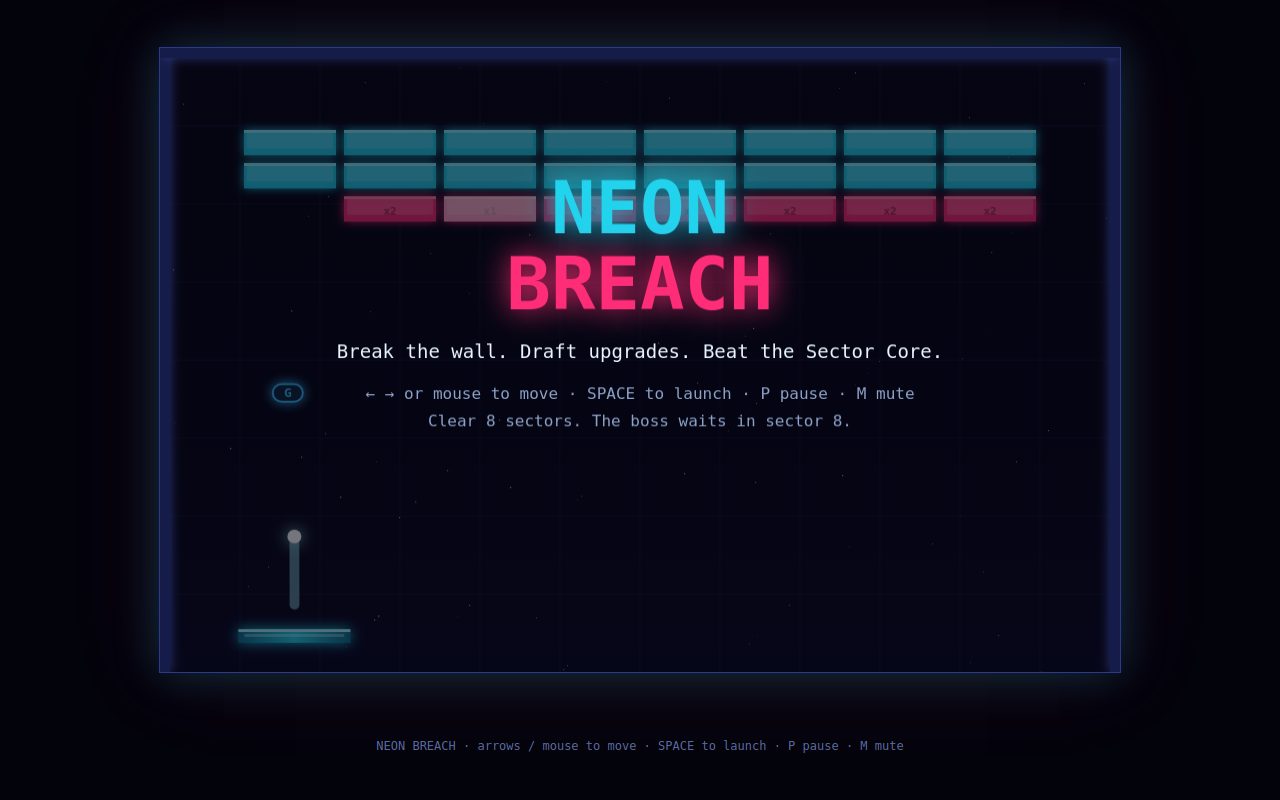 x2 x1 x2 x2 x2
NEON
BREACH
Break the wall. Draft upgrades. Beat the Sector Core.
G
← → or mouse to move · SPACE to launch · P pause · M mute
Clear 8 sectors. The boss waits in sector 8.
NEON BREACH · arrows / mouse to move · SPACE to launch · P pause · M mute